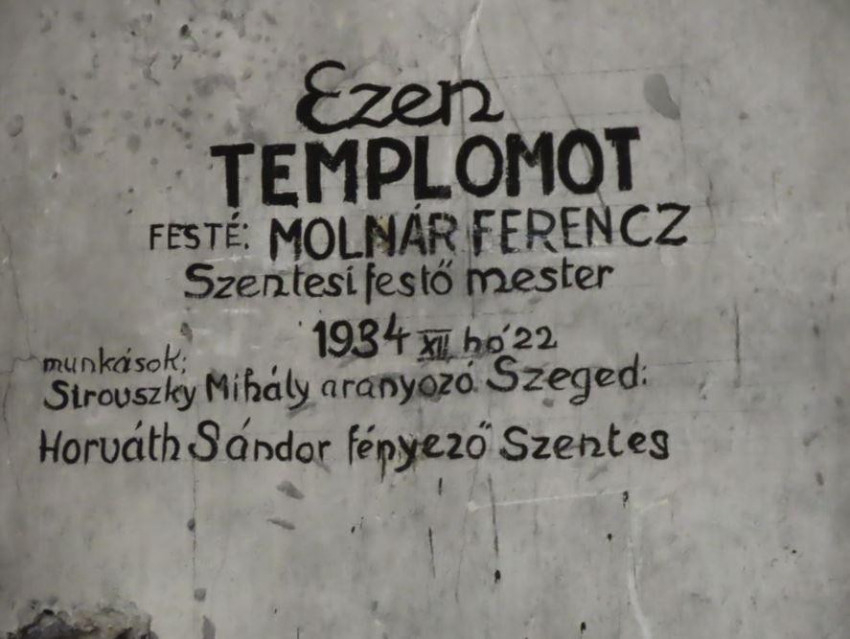 Ezen
TEMPLOMOT
FESTÉ: MOLNÁR FERENCZ
Szentesi festő mester
1934 XII hó 22
munkások:
Sirouszky Mihály aranyozó Szeged:
Horváth Sándor fényező Szentes